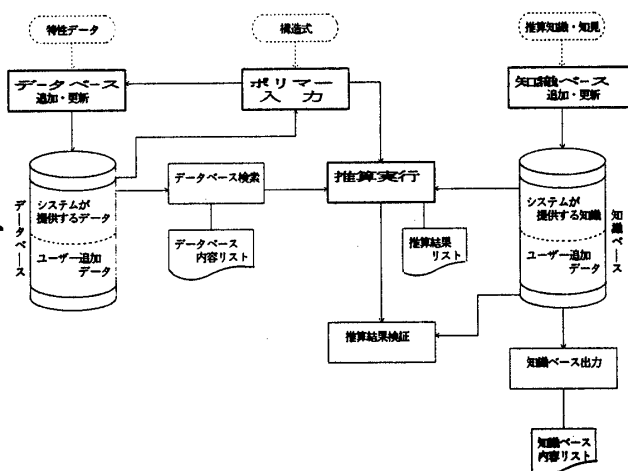 特性データ
構造式
推算知識・知見
データベース
追加・更新
ポリマー
入 力
知識ベース
追加・更新
データベース検索
推算実行
データベース
システムが
提供するデータ
ユーザー追加
データ
データベース
内容リスト
推算結果
リスト
知識ベース
システムが
提供する知識
ユーザー追加
データ
推算結果検証
知識ベース出力
知識ベース
内容リスト